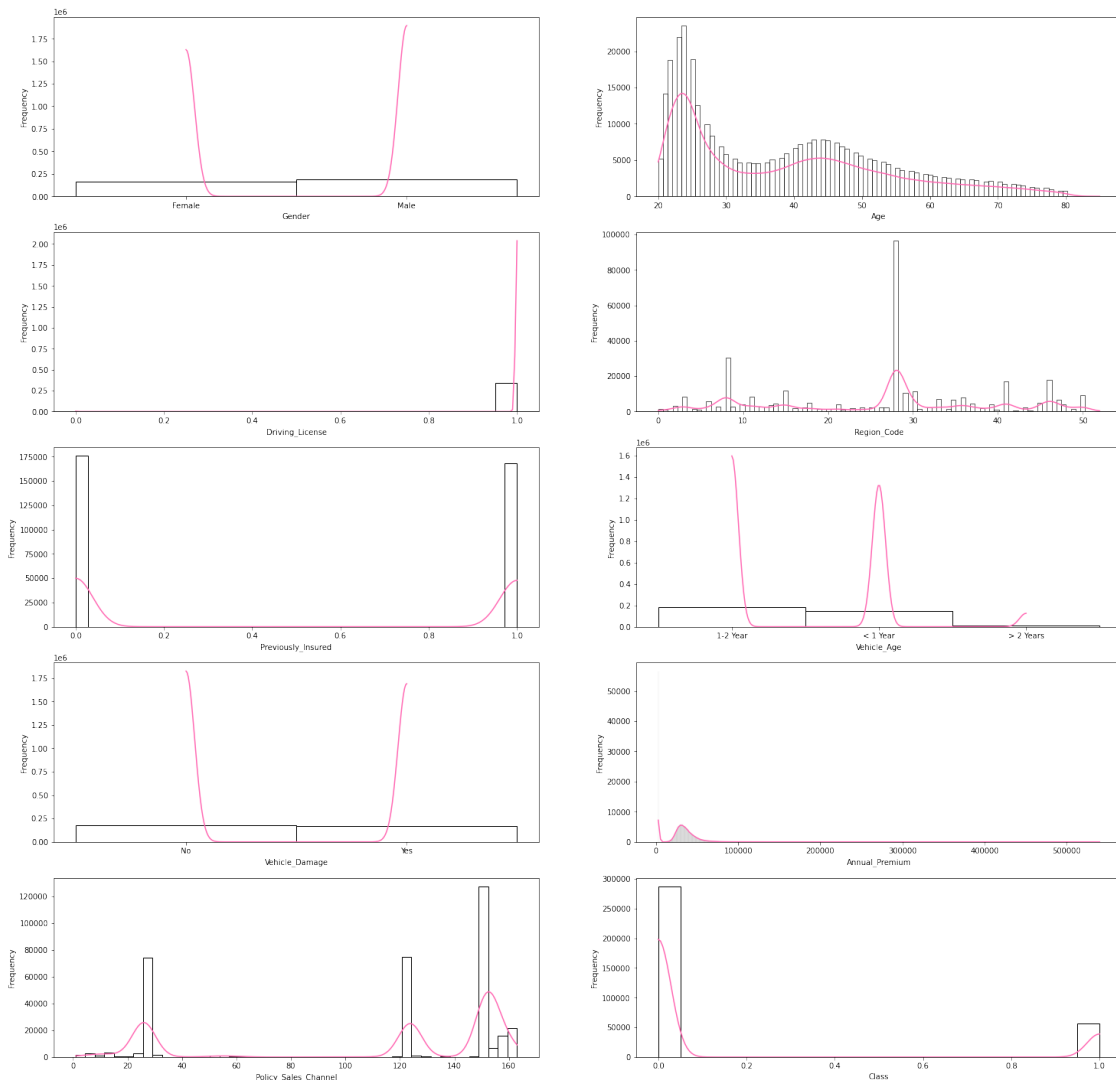 1e6
1.75
1.50
1.25
1.00
0.75
0.50
0.25
0.00
Frequency
Female Male
Gender
20000
15000
10000
5000
0
Frequency
20 30 40 50 60 70 80
Age
1e6
2.00
1.75
1.50
1.25
1.00
0.75
0.50
0.25
0.00
Frequency
0.0 0.2 0.4 0.6 0.8 1.0
Driving_License
100000
80000
60000
40000
20000
0
Frequency
0 10 20 30 40 50
Region_Code
175000
150000
125000
100000
75000
50000
25000
0
Frequency
0.0 0.2 0.4 0.6 0.8 1.0
Previously_Insured
1e6
1.6
1.4
1.2
1.0
0.8
0.6
0.4
0.2
0.0
Frequency
1-2 Year < 1 Year > 2 Years
Vehicle_Age
1e6
1.75
1.50
1.25
1.00
0.75
0.50
0.25
0.00
Frequency
No Yes
Vehicle_Damage
50000
40000
30000
20000
10000
0
Frequency
0 100000 200000 300000 400000 500000
Annual_Premium
120000
100000
80000
60000
40000
20000
0
Frequency
0 20 40 60 80 100 120 140 160
Policy_Sales_Channel
300000
250000
200000
150000
100000
50000
0
Frequency
0.0 0.2 0.4 0.6 0.8 1.0
Class